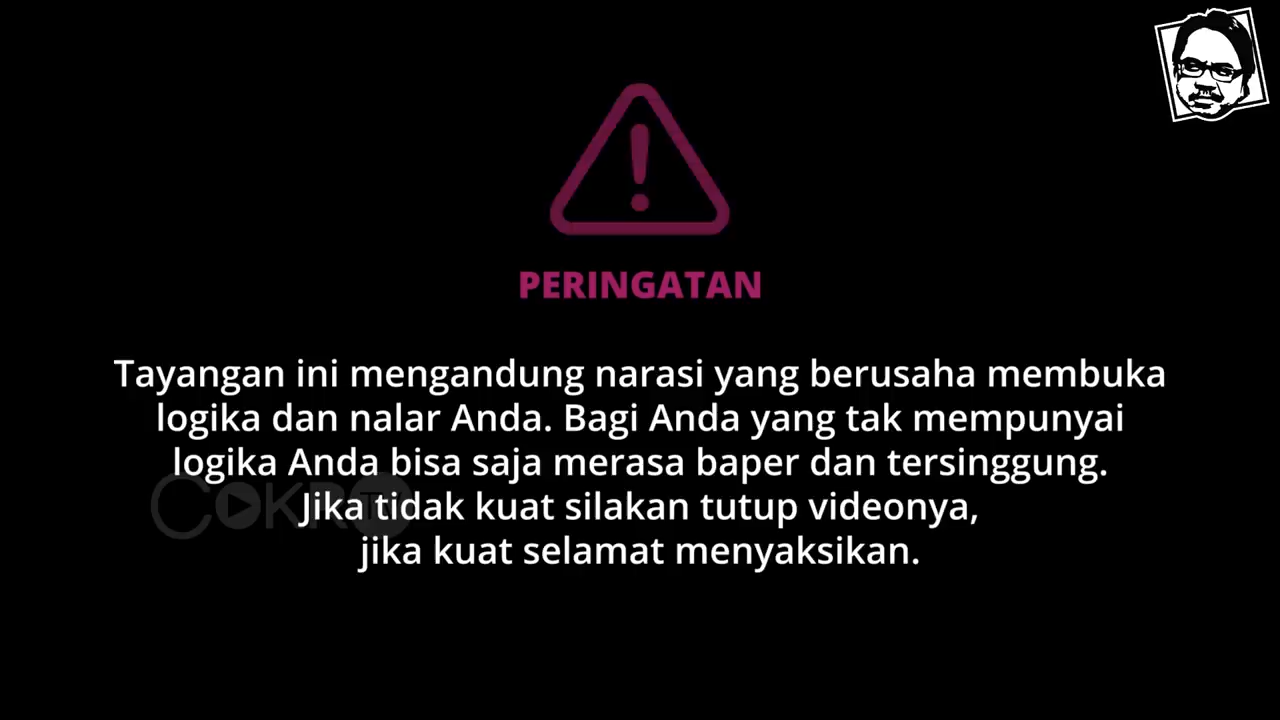 PERINGATAN
Tayangan ini mengandung narasi yang berusaha membuka
logika dan nalar Anda. Bagi Anda yang tak mempunyai
logika Anda bisa saja merasa baper dan tersinggung.
Jika tidak kuat silakan tutup videonya,
jika kuat selamat menyaksikan.
COKRO